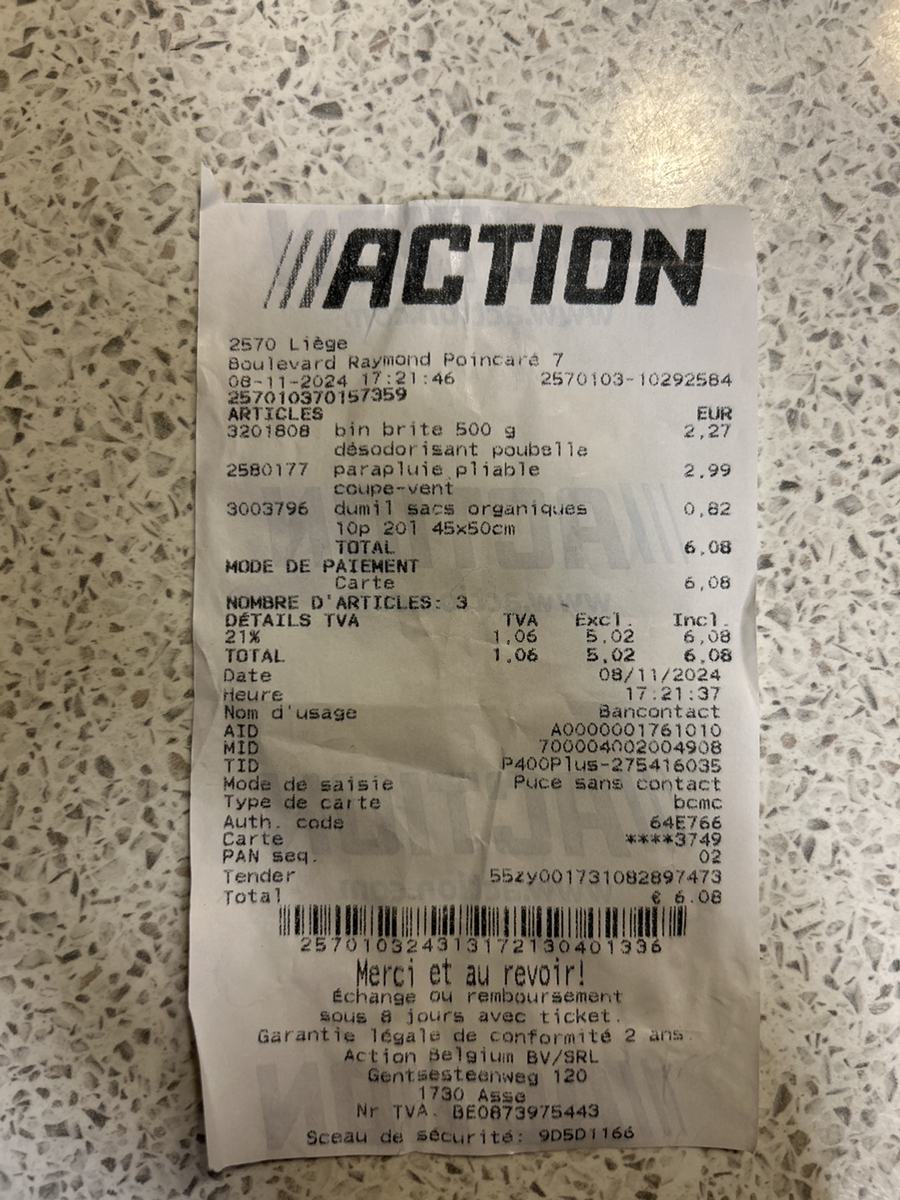 ///ACTION
2570 Liège
Boulevard Raymond Poincaré 7
08-11-2024 17:21:46 2570103-10292584
257010370157359
ARTICLES EUR
3201808 bin brite 500 g 2,27
désodorisant poubelle
2580177 parapluie pliable 2,99
coupe-vent
3003796 dumil sacs organiques 0,82
10p 20l 45x50cm
TOTAL 6,08
MODE DE PAIEMENT
Carte 6,08
NOMBRE D'ARTICLES: 3
DÉTAILS TVA TVA Excl. Incl.
21% 1,06 5,02 6,08
TOTAL 1,06 5,02 6,08
Date 08/11/2024
Heure 17:21:37
Nom d'usage Bancontact
AID A0000001761010
MID 700004002004908
TID P400Plus-275416035
Mode de saisie Puce sans contact
Type de carte bcmc
Auth. code 64E766
Carte ****3749
PAN seq. 02
Tender 55zy001731082897473
Total € 6.08
257010324313172130401336
Merci et au revoir!
Échange ou remboursement
sous 8 jours avec ticket.
Garantie légale de conformité 2 ans.
Action Belgium BV/SRL
Gentsesteenweg 120
1730 Asse
Nr TVA. BE0873975443
Sceau de sécurité: 9D5D1166